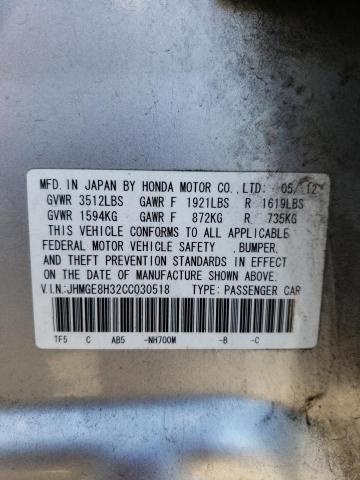 MFD. IN JAPAN BY HONDA MOTOR CO., LTD. 05/12
GVWR 3512LBS GAWR F 1921LBS R 1619LBS
GVWR 1594KG GAWR F 872KG R 735KG
THIS VEHICLE CONFORMS TO ALL APPLICABLE
FEDERAL MOTOR VEHICLE SAFETY ,BUMPER,
AND THEFT PREVENTION STANDARDS IN EFFECT
ON THE DATE OF MANUFACTURE SHOWN ABOVE.
V.I.N.:JHMGE8H32CC030518 TYPE: PASSENGER CAR
TF5 C AB5 -NH700M -B -C